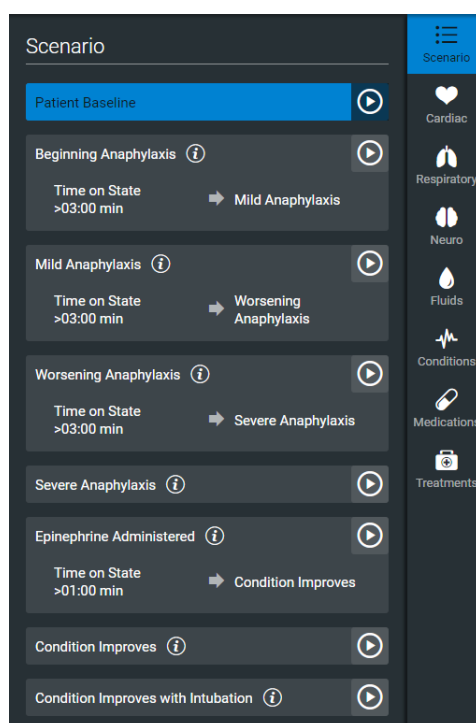 Scenario
Patient Baseline
Beginning Anaphylaxis i
Time on State
>03:00 min
Mild Anaphylaxis
Mild Anaphylaxis i
Time on State
>03:00 min
Worsening
Anaphylaxis
Worsening Anaphylaxis i
Time on State
>03:00 min
Severe Anaphylaxis
Severe Anaphylaxis i
Epinephrine Administered i
Time on State
>01:00 min
Condition Improves
Condition Improves i
Condition Improves with Intubation i
Scenario
Cardiac
Respiratory
Neuro
Fluids
Conditions
Medications
Treatments